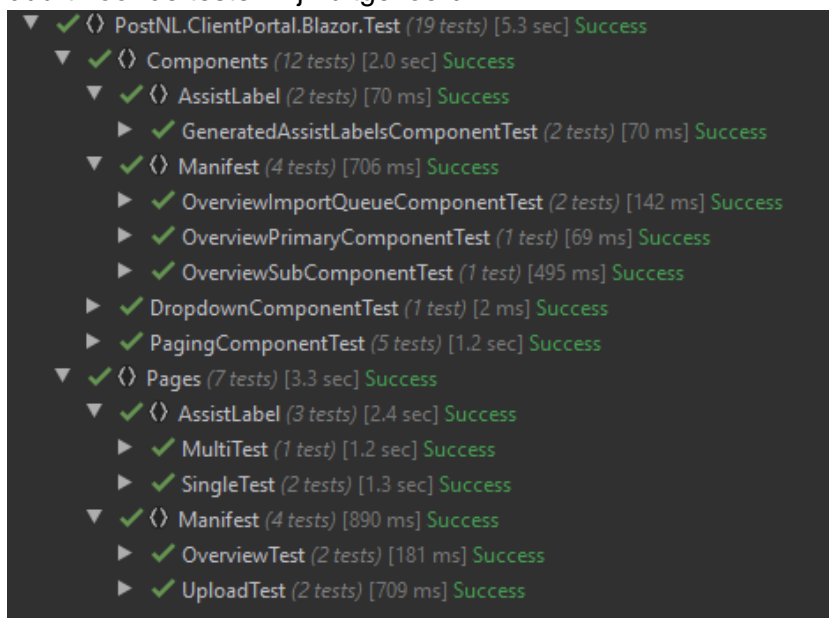 PostNL.ClientPortal.Blazor.Test (19 tests) [5.3 sec] Success
Components (12 tests) [2.0 sec] Success
AssistLabel (2 tests) [70 ms] Success
GeneratedAssistLabelsComponentTest (2 tests) [70 ms] Success
Manifest (4 tests) [706 ms] Success
OverviewImportQueueComponentTest (2 tests) [142 ms] Success
OverviewPrimaryComponentTest (1 test) [69 ms] Success
OverviewSubComponentTest (1 test) [495 ms] Success
DropdownComponentTest (1 test) [2 ms] Success
PagingComponentTest (5 tests) [1.2 sec] Success
Pages (7 tests) [3.3 sec] Success
AssistLabel (3 tests) [2.4 sec] Success
MultiTest (1 test) [1.2 sec] Success
SingleTest (2 tests) [1.3 sec] Success
Manifest (4 tests) [890 ms] Success
OverviewTest (2 tests) [181 ms] Success
UploadTest (2 tests) [709 ms] Success